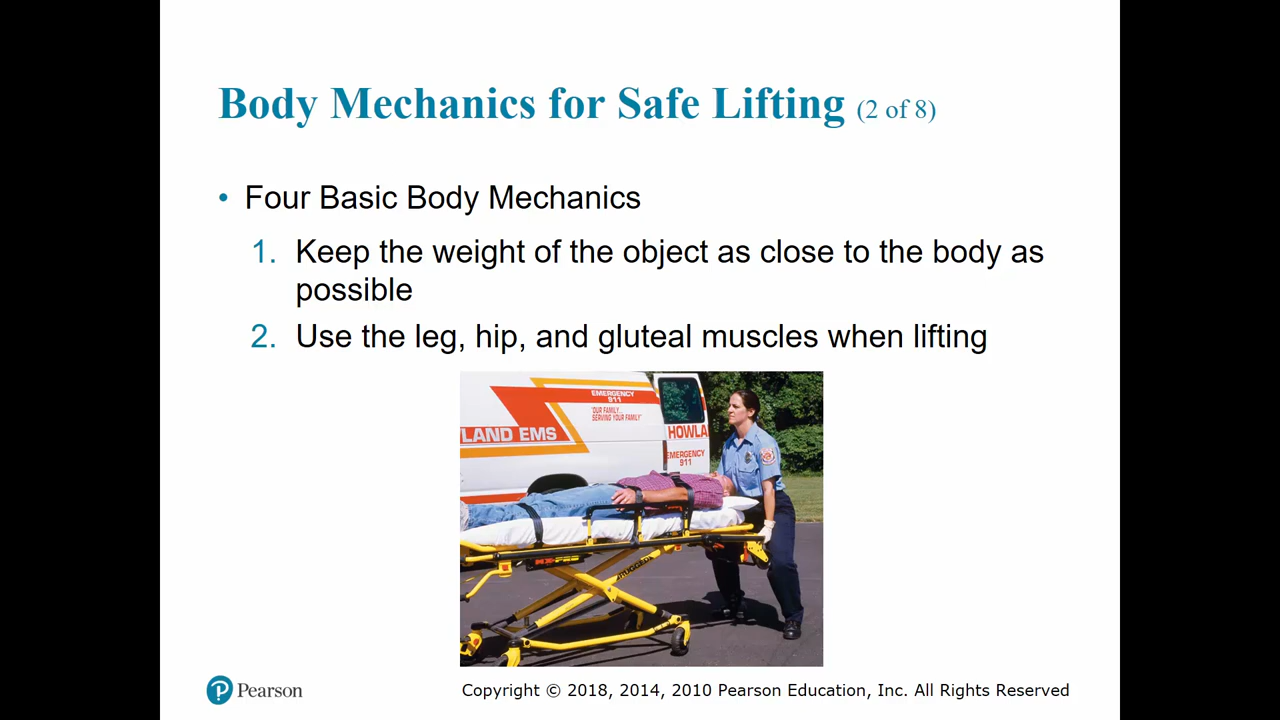 Body Mechanics for Safe Lifting (2 of 8)
• Four Basic Body Mechanics
1. Keep the weight of the object as close to the body as
possible
2. Use the leg, hip, and gluteal muscles when lifting
EMERGENCY
911
"OUR FAMILY...
SERVING YOUR FAMILY"
LAND EMS
HOWLA
EMERGENCY
911
RUGGED
Pearson
Copyright © 2018, 2014, 2010 Pearson Education, Inc. All Rights Reserved